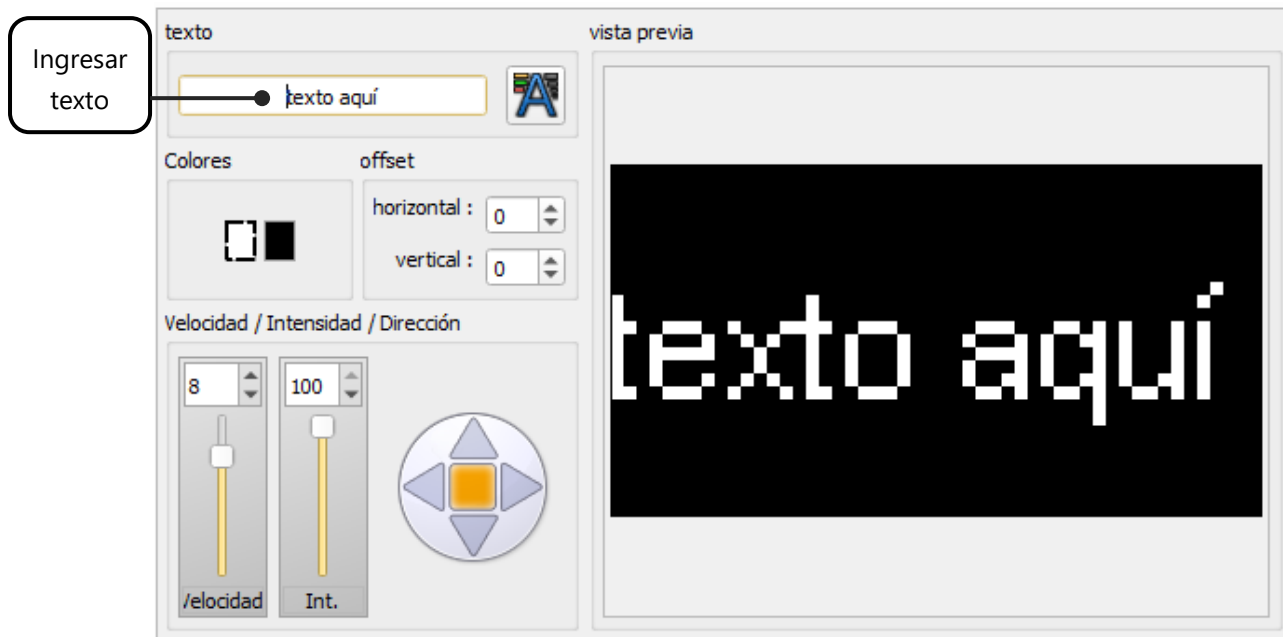 Ingresar
texto
texto
texto aquí
A
vista previa
texto aquí
Colores
offset
horizontal :
0
vertical :
0
Velocidad / Intensidad / Dirección
8
100
/elocidad
Int.